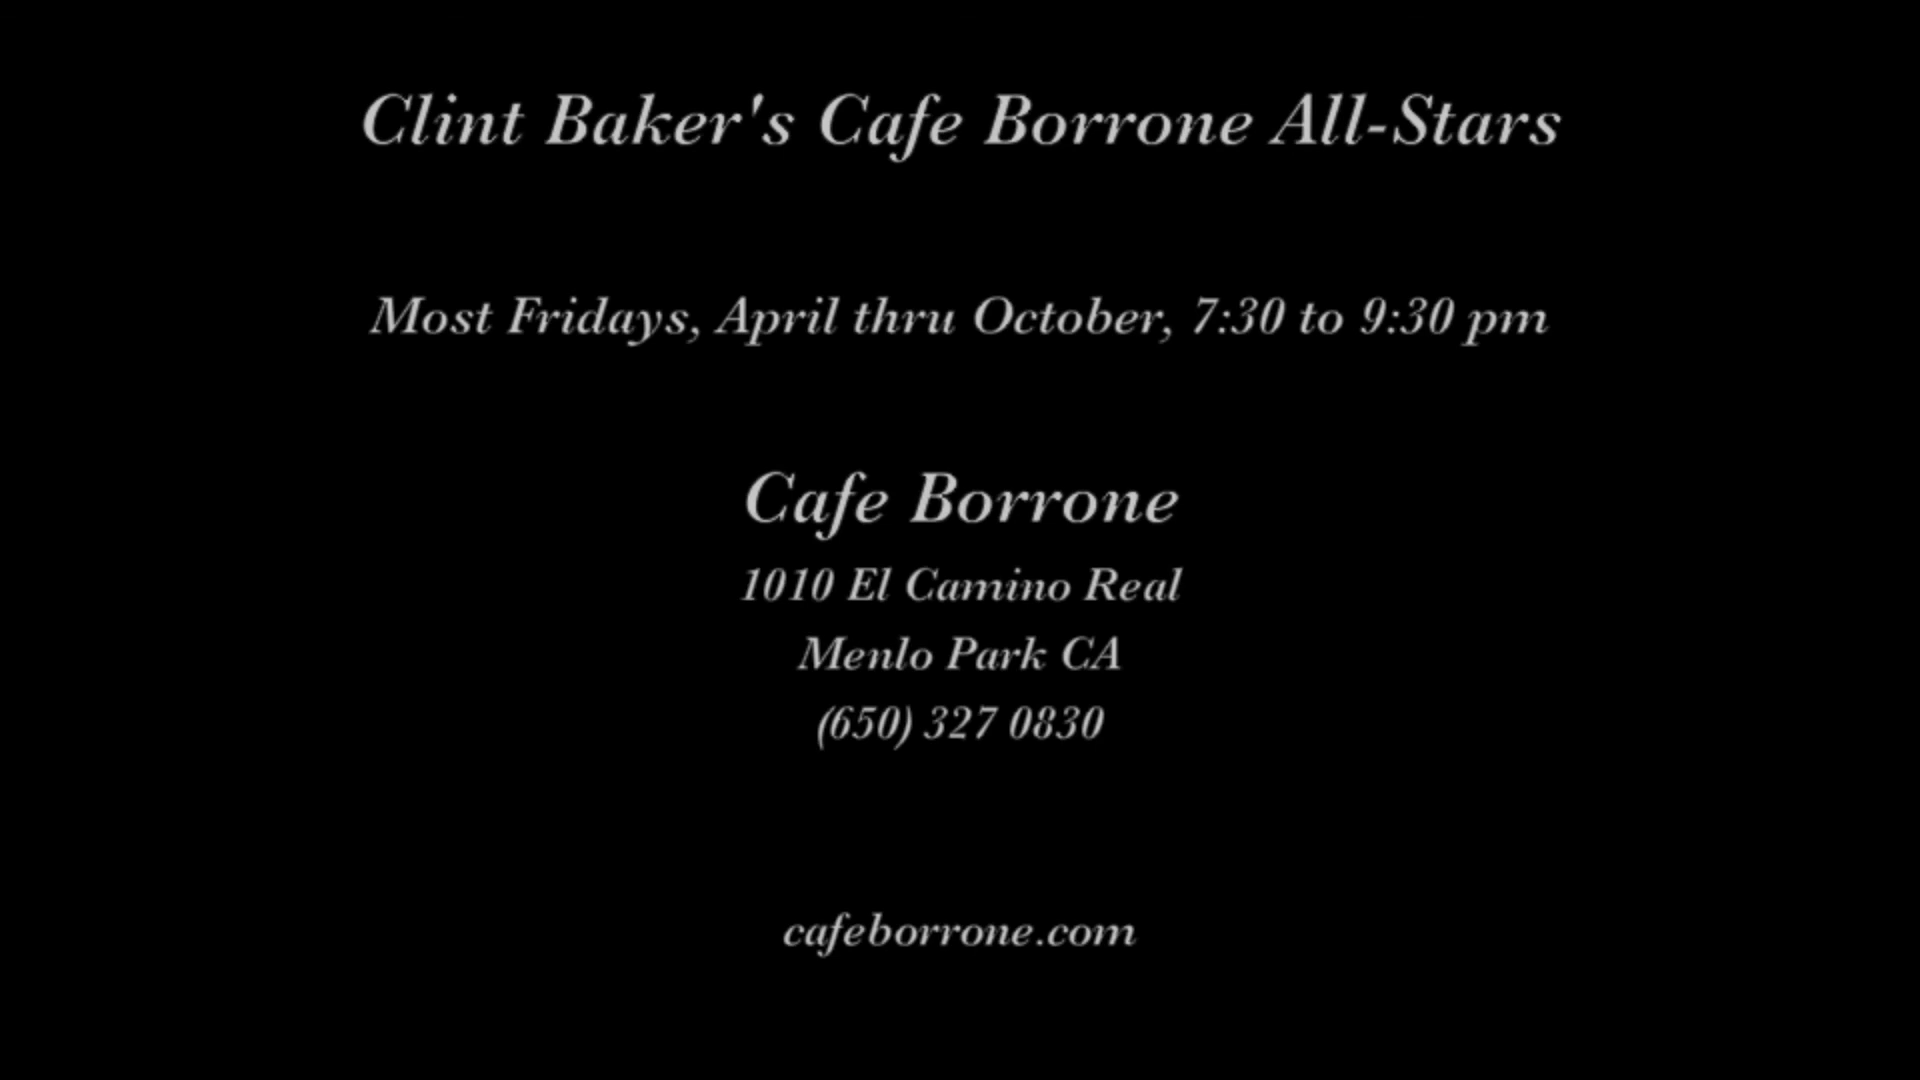 Clint Baker's Cafe Borrone All-Stars
Most Fridays, April thru October, 7:30 to 9:30 pm
Cafe Borrone
1010 El Camino Real
Menlo Park CA
(650) 327 0830
cafeborrone.com